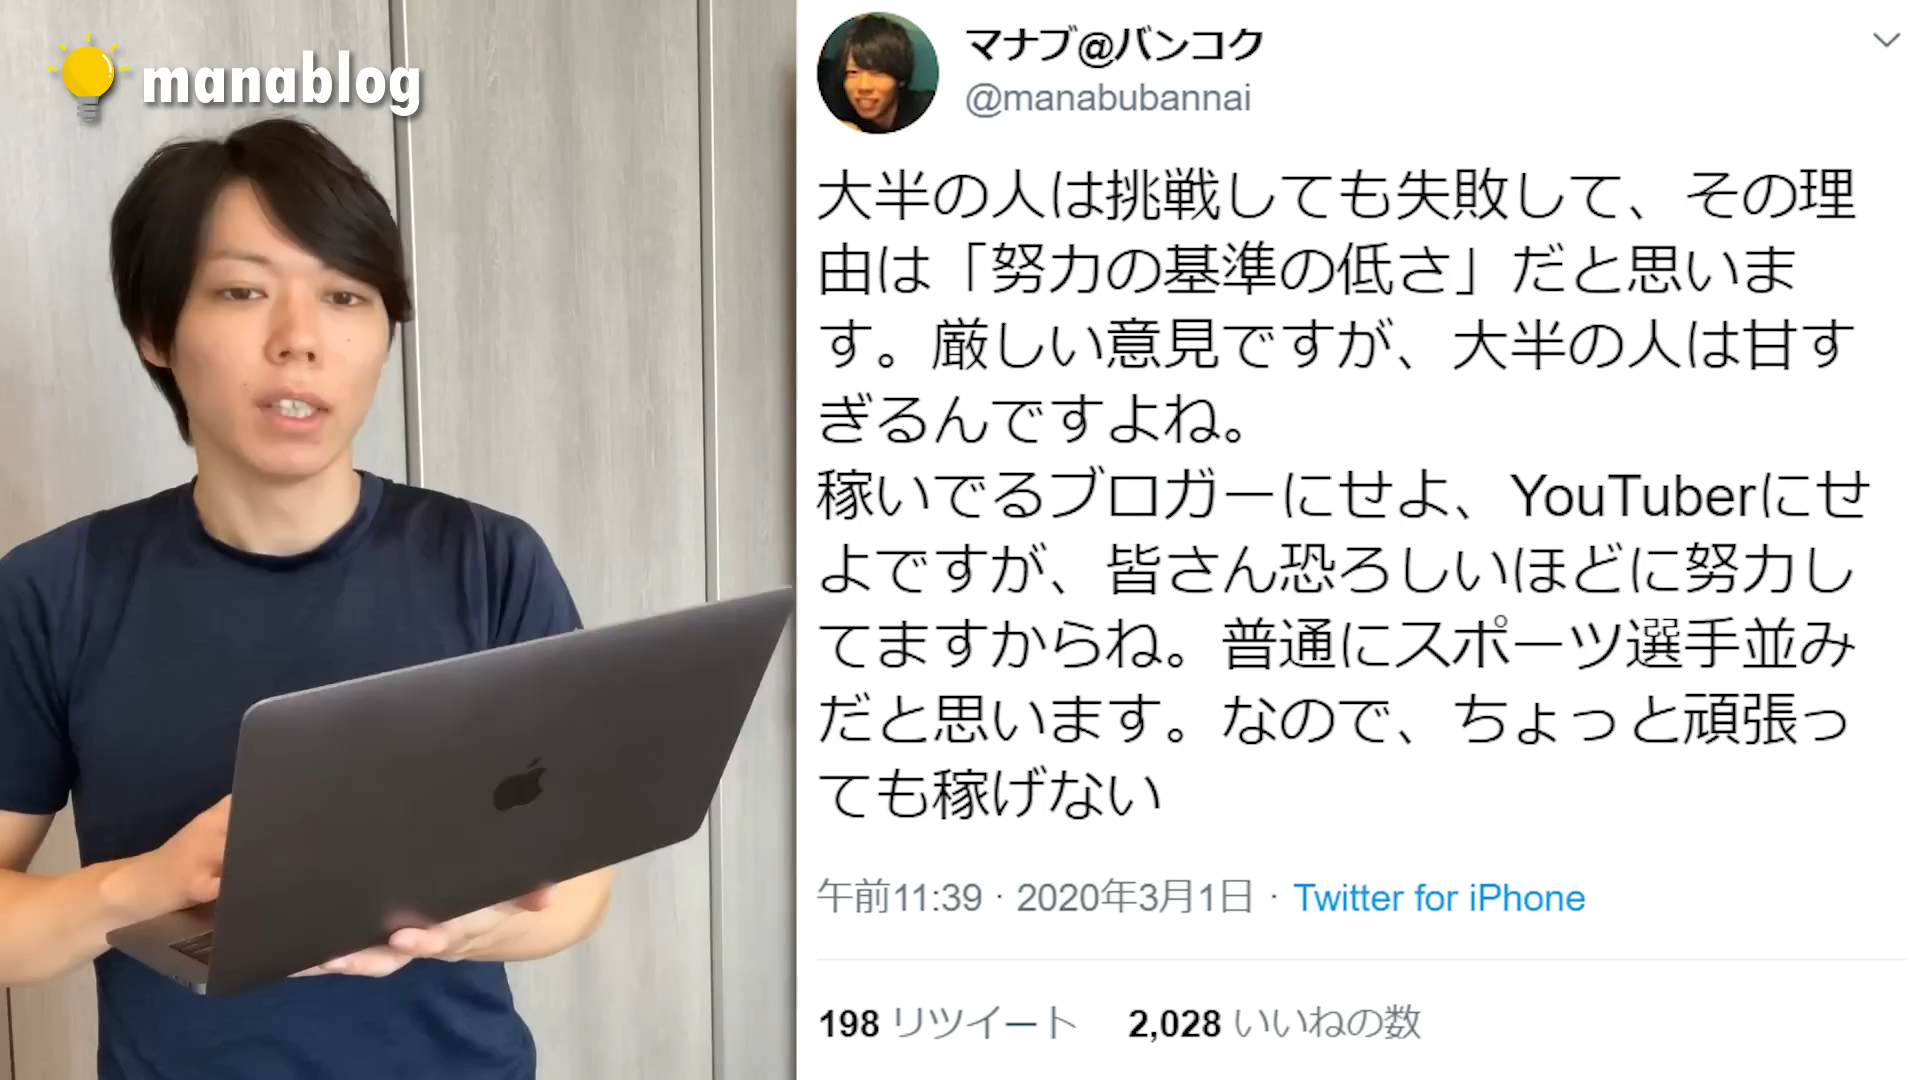 manablog
マナブ@バンコク
@manabubannai
大半の人は挑戦しても失敗して、その理
由は「努力の基準の低さ」だと思いま
す。厳しい意見ですが、大半の人は甘す
ぎるんですよね。
稼いでるブロガーにせよ、YouTuberにせ
よですが、皆さん恐ろしいほどに努力し
てますからね。普通にスポーツ選手並み
だと思います。なので、ちょっと頑張っ
ても稼げない
午前11:39 · 2020年3月1日 · Twitter for iPhone
198 リツイート 2,028 いいねの数